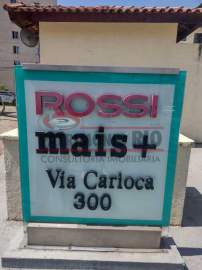 ROSSI
mais+
CONSULTORIA IMOBILIÁRIA
Via Carioca
300